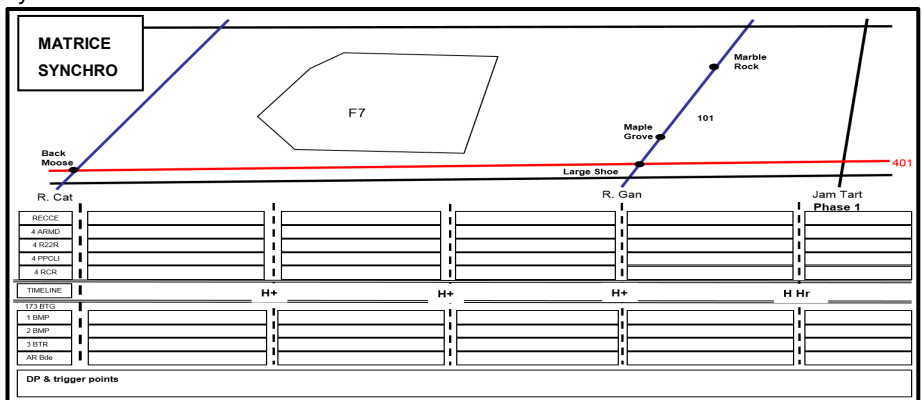 MATRICE
SYNCHRO
Marble
Rock
F7
101
Maple
Grove
Back
Moose
401
Large Shoe
R. Cat
R. Gan
Jam Tart
Phase 1
RECCE
4 ARMD
4 R22R
4 PPCLI
4 RCR
TIMELINE
H+
H+
H+
H Hr
173 BTG
1 BMP
2 BMP
3 BTR
AR Bde
DP & trigger points